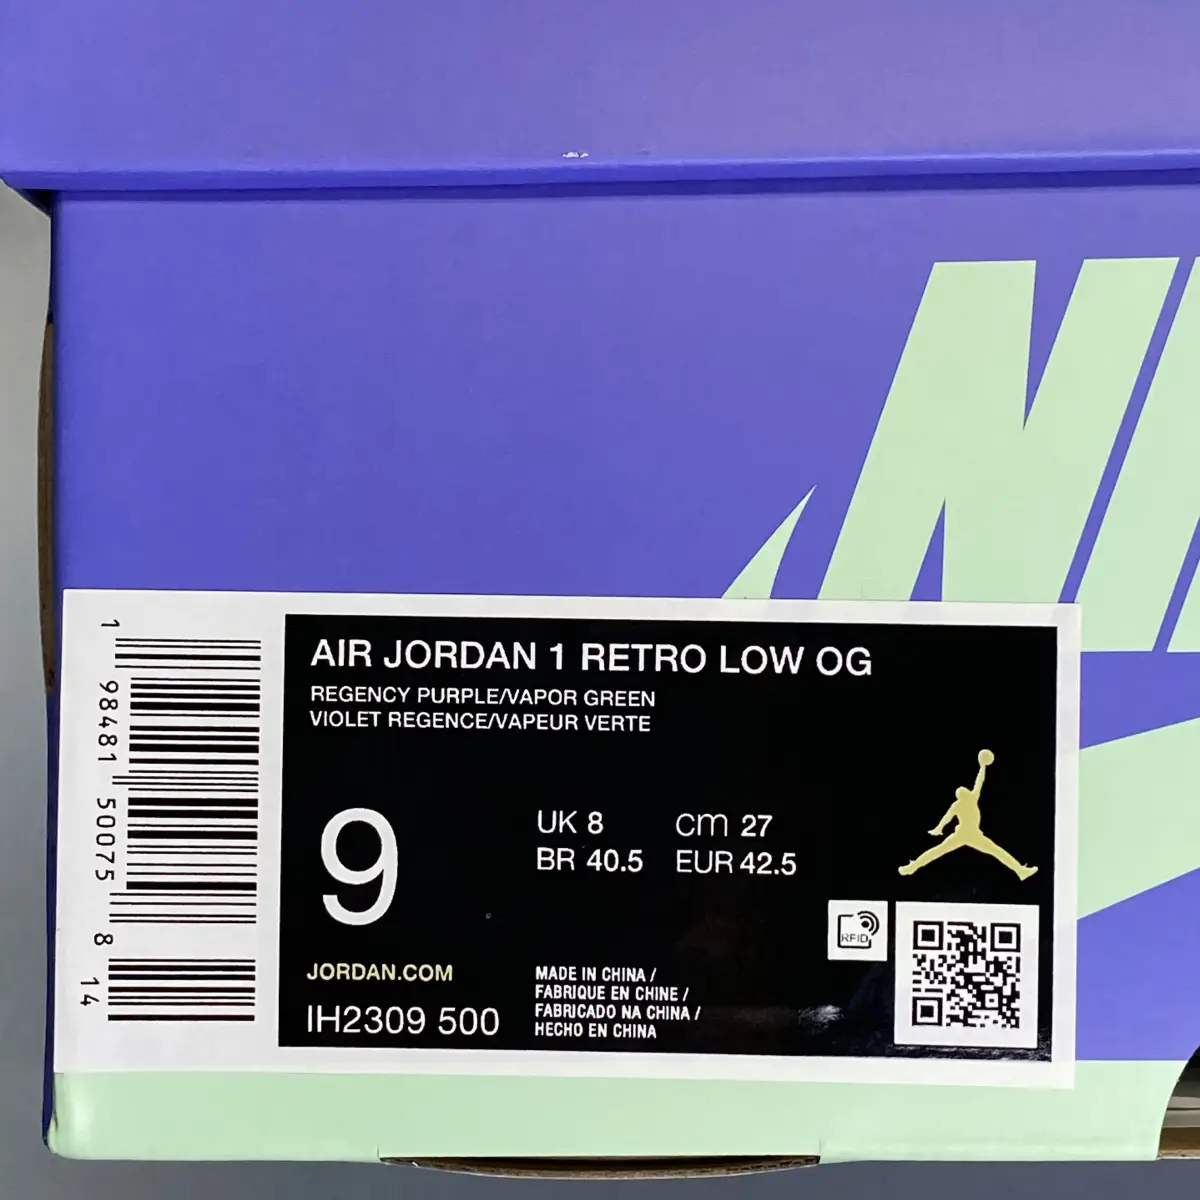 NI
AIR JORDAN 1 RETRO LOW OG
REGENCY PURPLE/VAPOR GREEN
VIOLET REGENCE/VAPEUR VERTE
9
UK 8
cm 27
BR 40.5
EUR 42.5
RFID
JORDAN.COM
IH2309 500
MADE IN CHINA /
FABRIQUE EN CHINE /
FABRICADO NA CHINA /
HECHO EN CHINA
1 98481 50075 8 14